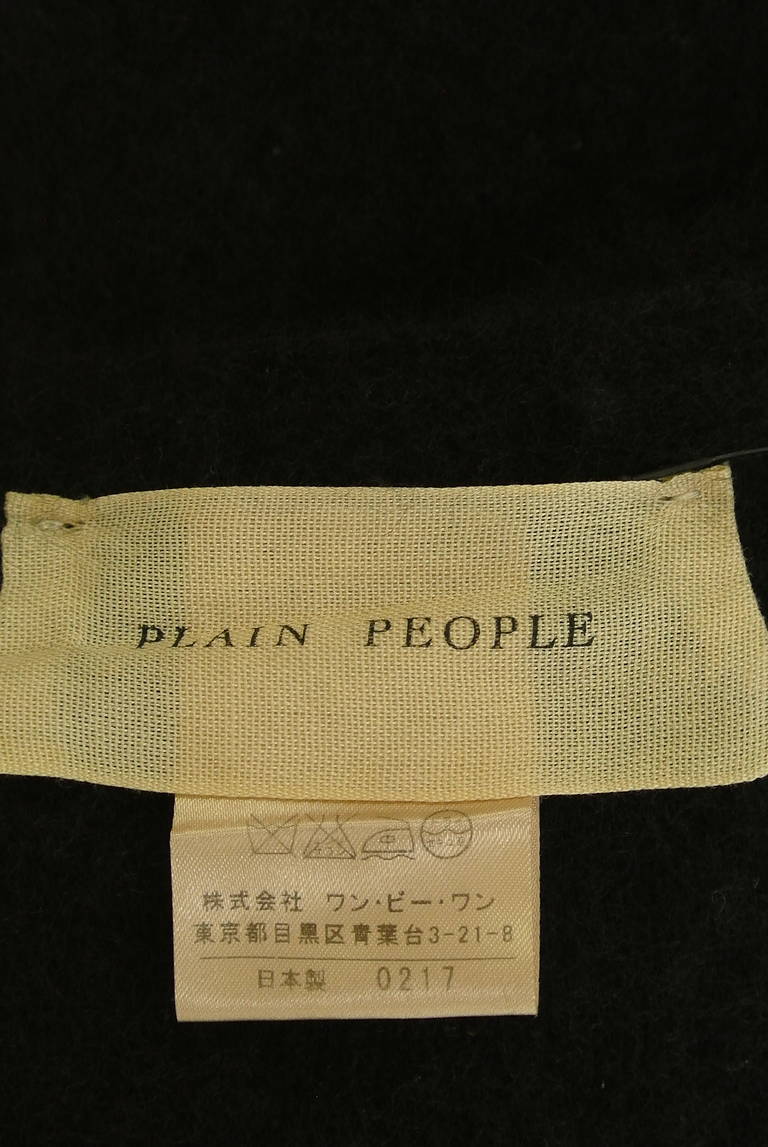 PLAIN PEOPLE
中
株式会社 ワン・ビー・ワン
東京都目黒区青葉台3-21-8
日本製 0217